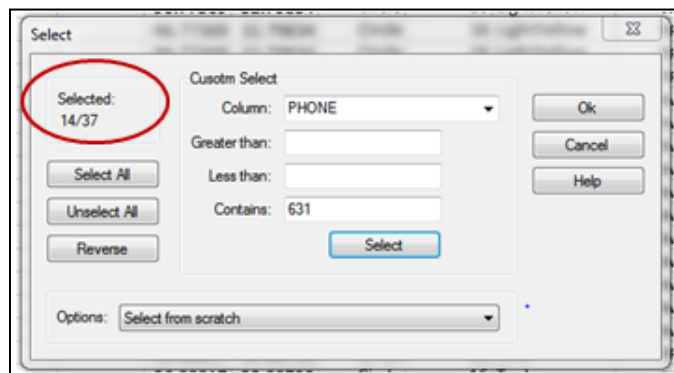 Select
Selected:
14/37
Select All
Unselect All
Reverse
Cusotm Select
Column: PHONE
Greater than:
Less than:
Contains: 631
Select
Ok
Cancel
Help
Options: Select from scratch